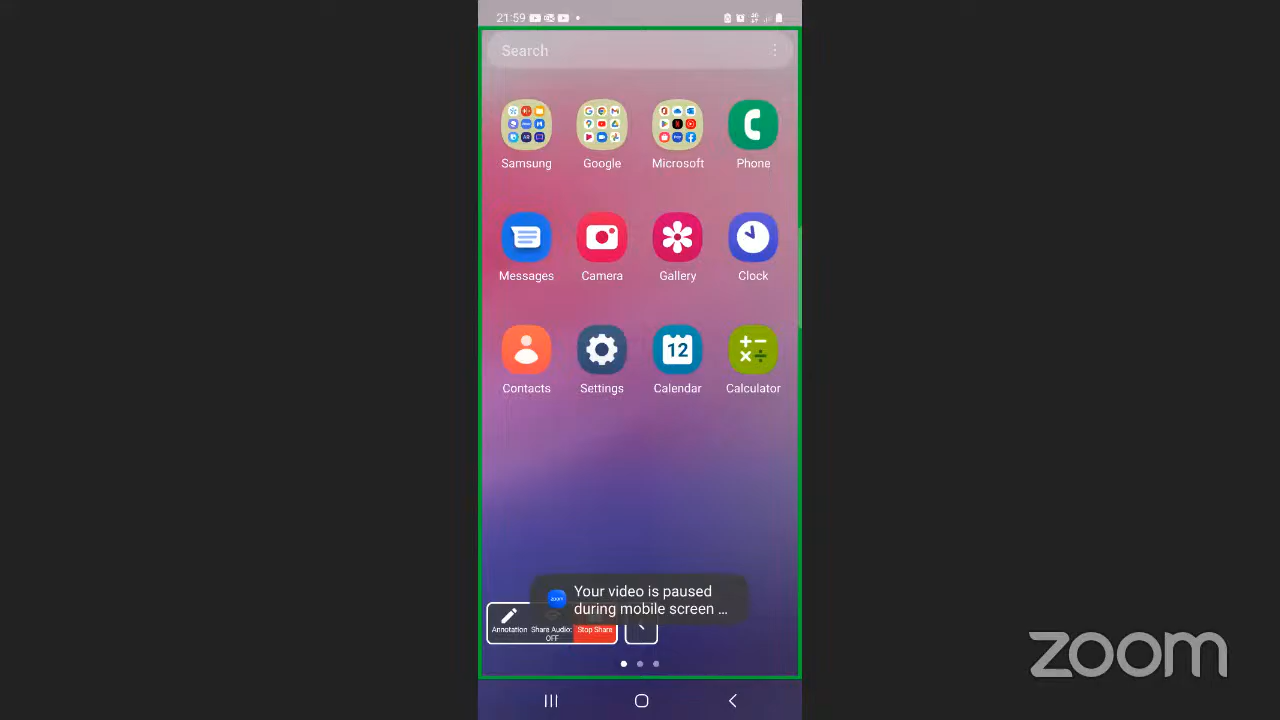 21:59
Search
Samsung
Google
Microsoft
Phone
Messages
Camera
Gallery
Clock
12
Contacts
Settings
Calendar
Calculator
Your video is paused
during mobile screen ...
Annotation
Share Audio:
OFF
Stop Share
zoom